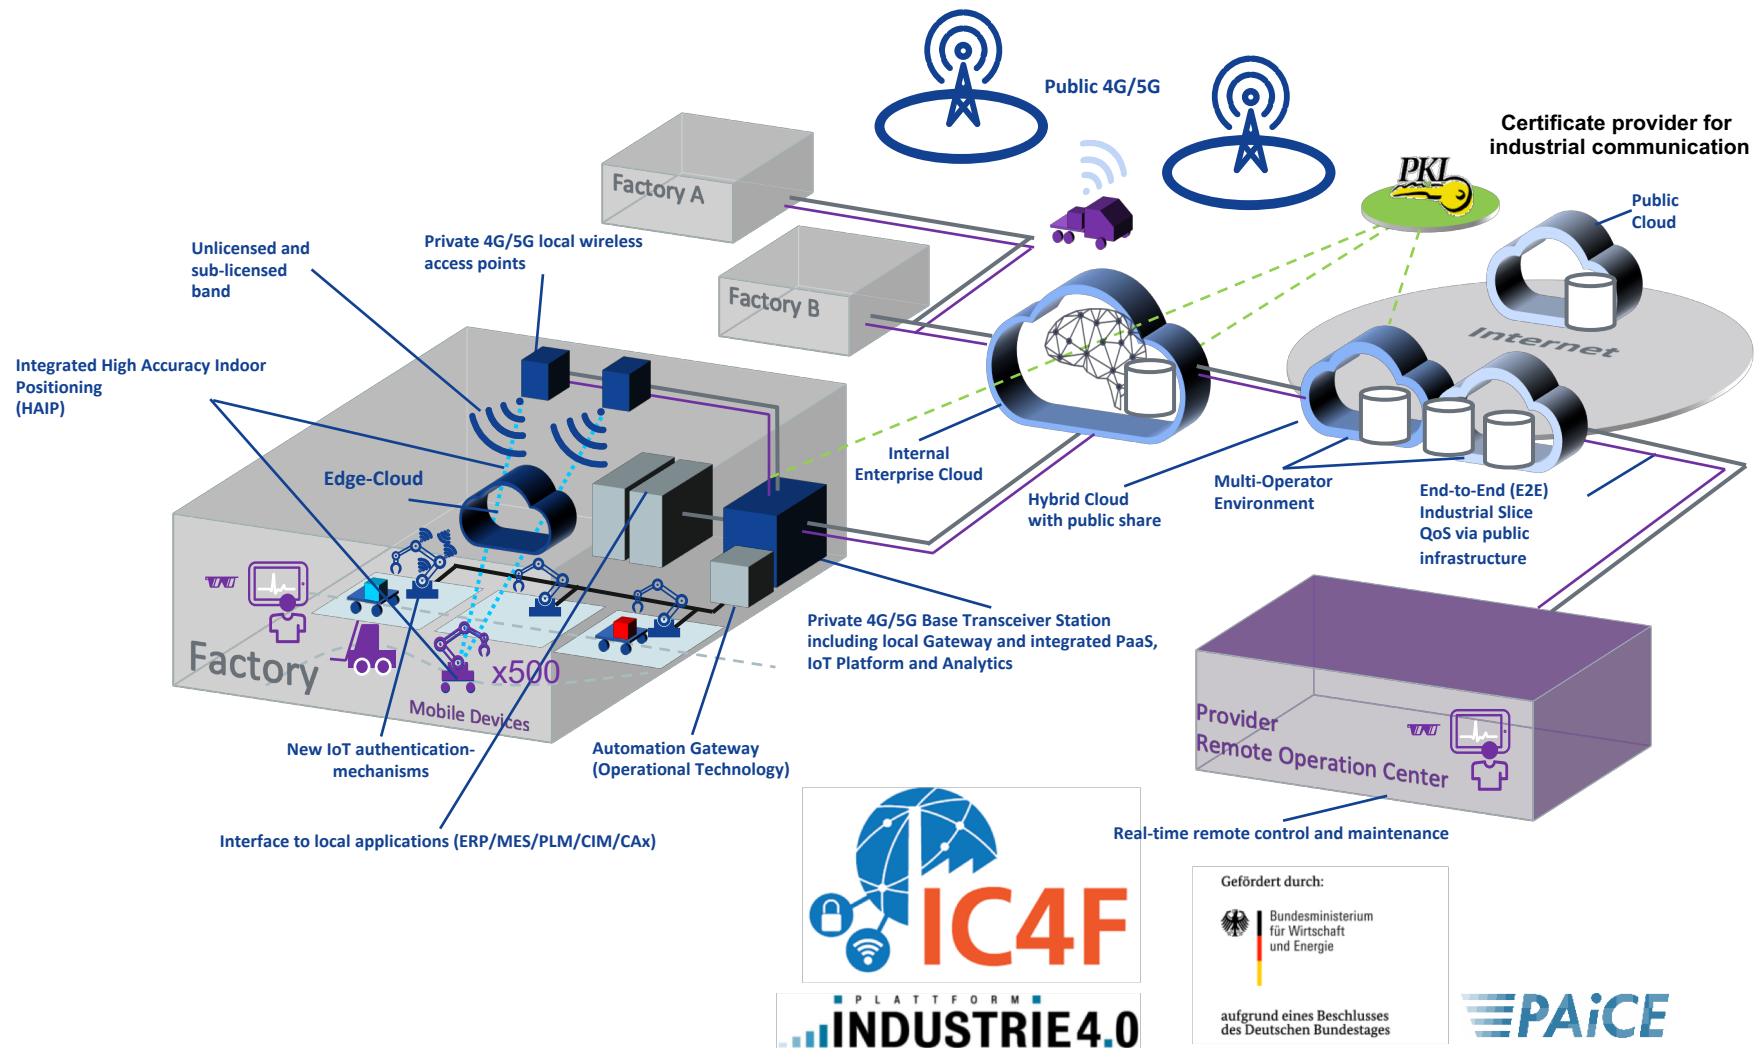 Public 4G/5G
Certificate provider for
industrial communication
PKI
Public
Cloud
Factory A
Factory B
Unlicensed and
sub-licensed
band
Private 4G/5G local wireless
access points
Internet
Integrated High Accuracy Indoor
Positioning
(HAIP)
Edge-Cloud
Internal
Enterprise Cloud
Hybrid Cloud
with public share
Multi-Operator
Environment
End-to-End (E2E)
Industrial Slice
QoS via public
infrastructure
Private 4G/5G Base Transceiver Station
including local Gateway and integrated PaaS,
IoT Platform and Analytics
Factory
x500
Mobile Devices
New IoT authentication-
mechanisms
Automation Gateway
(Operational Technology)
Interface to local applications (ERP/MES/PLM/CIM/CAx)
Provider
Remote Operation Center
Real-time remote control and maintenance
IC4F
PLATTFORM
INDUSTRIE4.0
Gefördert durch:
Bundesministerium
für Wirtschaft
und Energie
aufgrund eines Beschlusses
des Deutschen Bundestages
PAiCE